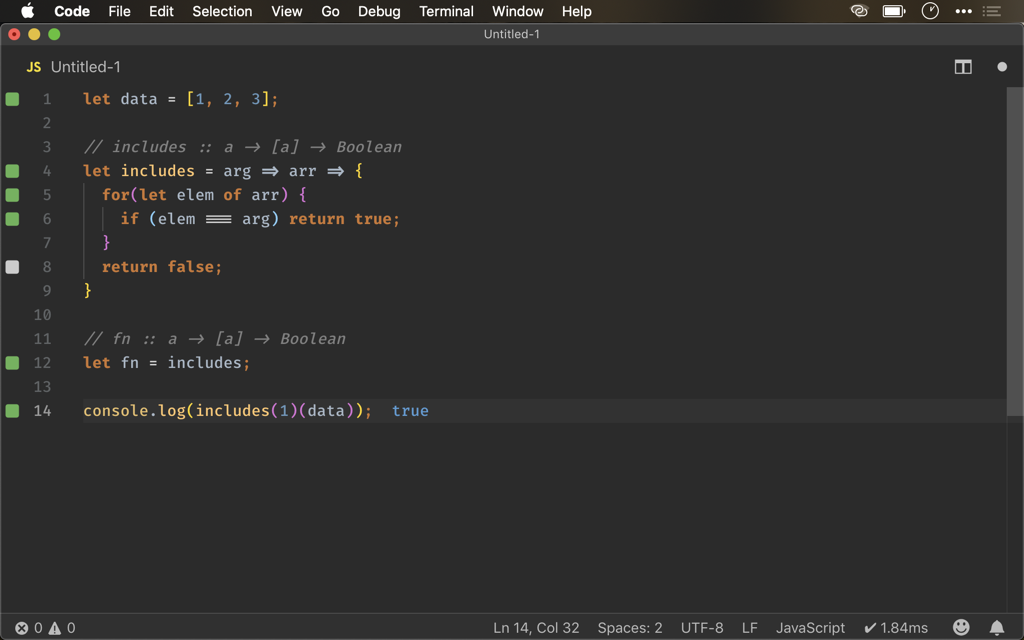 Code File Edit Selection View Go Debug Terminal Window Help
Untitled-1
JS Untitled-1
1 let data = [1, 2, 3];
2
3 // includes :: a → [a] → Boolean
4 let includes = arg ⇒ arr ⇒ {
5 for(let elem of arr) {
6 if (elem === arg) return true;
7 }
8 return false;
9 }
10
11 // fn :: a → [a] → Boolean
12 let fn = includes;
13
14 console.log(includes(1)(data)); true
0 0 Ln 14, Col 32 Spaces: 2 UTF-8 LF JavaScript ✔ 1.84ms